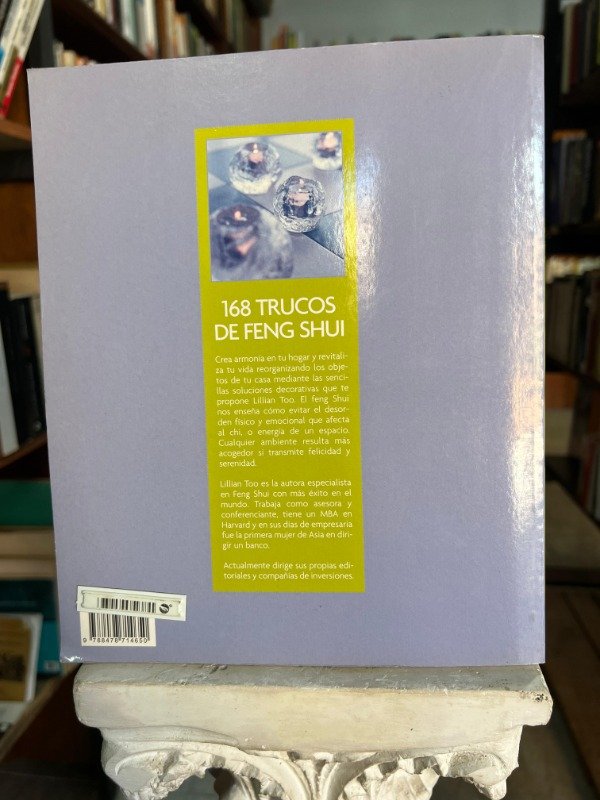 168 TRUCOS
DE FENG SHUI
Crea armonía en tu hogar y revitali-
za tu vida reorganizando los obje-
tos de tu casa mediante las senci-
llas soluciones decorativas que te
propone Lillian Too. El feng Shui
nos enseña cómo evitar el desor-
den físico y emocional que afecta
al chi, o energía de un espacio.
Cualquier ambiente resulta más
acogedor si transmite felicidad y
serenidad.
Lillian Too es la autora especialista
en Feng Shui con más éxito en el
mundo. Trabaja como asesora y
conferenciante, tiene un MBA en
Harvard y en sus días de empresaria
fue la primera mujer de Asia en diri-
gir un banco.
Actualmente dirige sus propias edi-
toriales y compañías de inversiones.
9 788478 714650